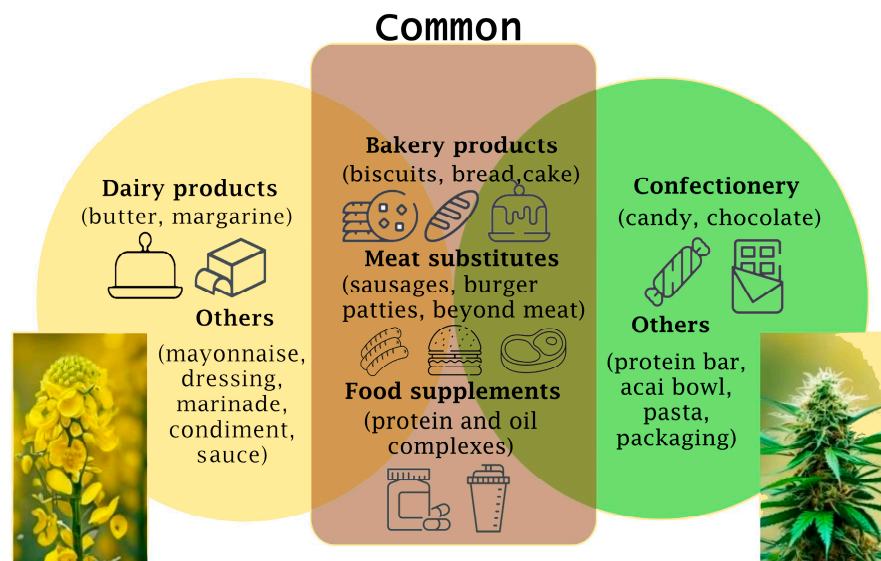 Common
Dairy products
(butter, margarine)
Others
(mayonnaise,
dressing,
marinade,
condiment,
sauce)
Bakery products
(biscuits, bread,cake)
Meat substitutes
(sausages, burger
patties, beyond meat)
Food supplements
(protein and oil
complexes)
Confectionery
(candy, chocolate)
Others
(protein bar,
acai bowl,
pasta,
packaging)